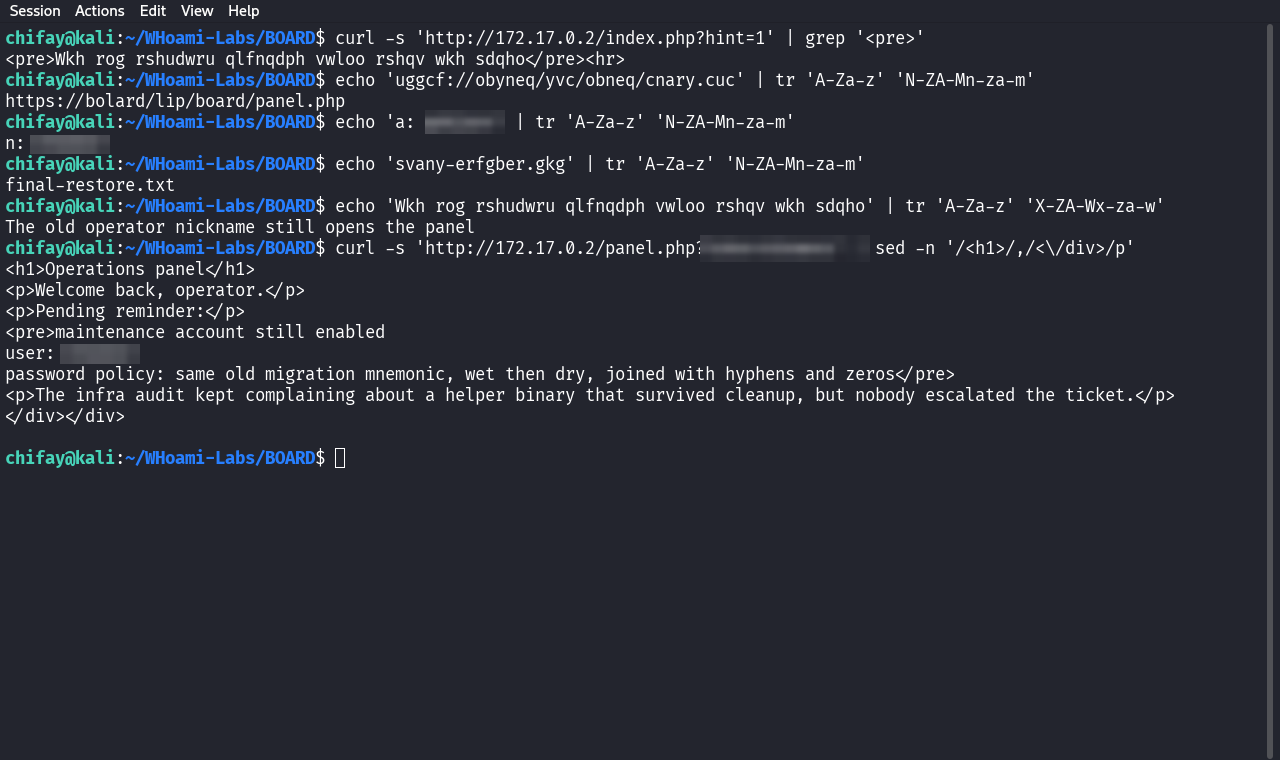 Session Actions Edit View Help
chifay@kali:~/WHoami-Labs/BOARD$ curl -s 'http://172.17.0.2/index.php?hint=1' | grep '<pre>'
<pre>Wkh rog rshudwru qlfnqdph vwloo rshqv wkh sdqho</pre><hr>
chifay@kali:~/WHoami-Labs/BOARD$ echo 'uggcf://obyneq/yvc/obneq/cnary.cuc' | tr 'A-Za-z' 'N-ZA-Mn-za-m'
https://bolard/lip/board/panel.php
chifay@kali:~/WHoami-Labs/BOARD$ echo 'a: | tr 'A-Za-z' 'N-ZA-Mn-za-m'
n:
chifay@kali:~/WHoami-Labs/BOARD$ echo 'svany-erfgber.gkg' | tr 'A-Za-z' 'N-ZA-Mn-za-m'
final-restore.txt
chifay@kali:~/WHoami-Labs/BOARD$ echo 'Wkh rog rshudwru qlfnqdph vwloo rshqv wkh sdqho' | tr 'A-Za-z' 'X-ZA-Wx-za-w'
The old operator nickname still opens the panel
chifay@kali:~/WHoami-Labs/BOARD$ curl -s 'http://172.17.0.2/panel.php? sed -n '/<h1>/,/<\/div>/p'
<h1>Operations panel</h1>
<p>Welcome back, operator.</p>
<p>Pending reminder:</p>
<pre>maintenance account still enabled
user:
password policy: same old migration mnemonic, wet then dry, joined with hyphens and zeros</pre>
<p>The infra audit kept complaining about a helper binary that survived cleanup, but nobody escalated the ticket.</p>
</div></div>
chifay@kali:~/WHoami-Labs/BOARD$